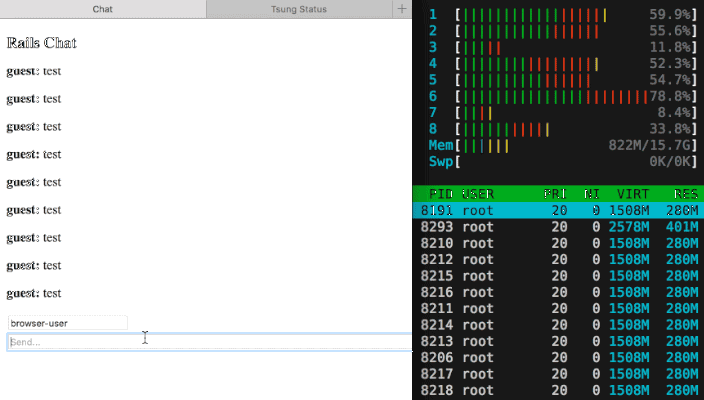 Chat
Tsung Status
+
Rails Chat
guest: test
guest: test
guest: test
guest: test
guest: test
guest: test
guest: test
guest: test
guest: test
browser-user
Send...
1 [ 59.9%]
2 [ 55.6%]
3 [ 11.8%]
4 [ 52.3%]
5 [ 54.7%]
6 [ 78.8%]
7 [ 8.4%]
8 [ 33.8%]
Mem[ 822M/15.7G]
Swp[ 0K/0K]
PID USER PRI NI VIRT RES
8191 root 20 0 1508M 280M
8293 root 20 0 2578M 401M
8210 root 20 0 1508M 280M
8212 root 20 0 1508M 280M
8215 root 20 0 1508M 280M
8216 root 20 0 1508M 280M
8211 root 20 0 1508M 280M
8214 root 20 0 1508M 280M
8213 root 20 0 1508M 280M
8206 root 20 0 1508M 280M
8217 root 20 0 1508M 280M
8218 root 20 0 1508M 280M